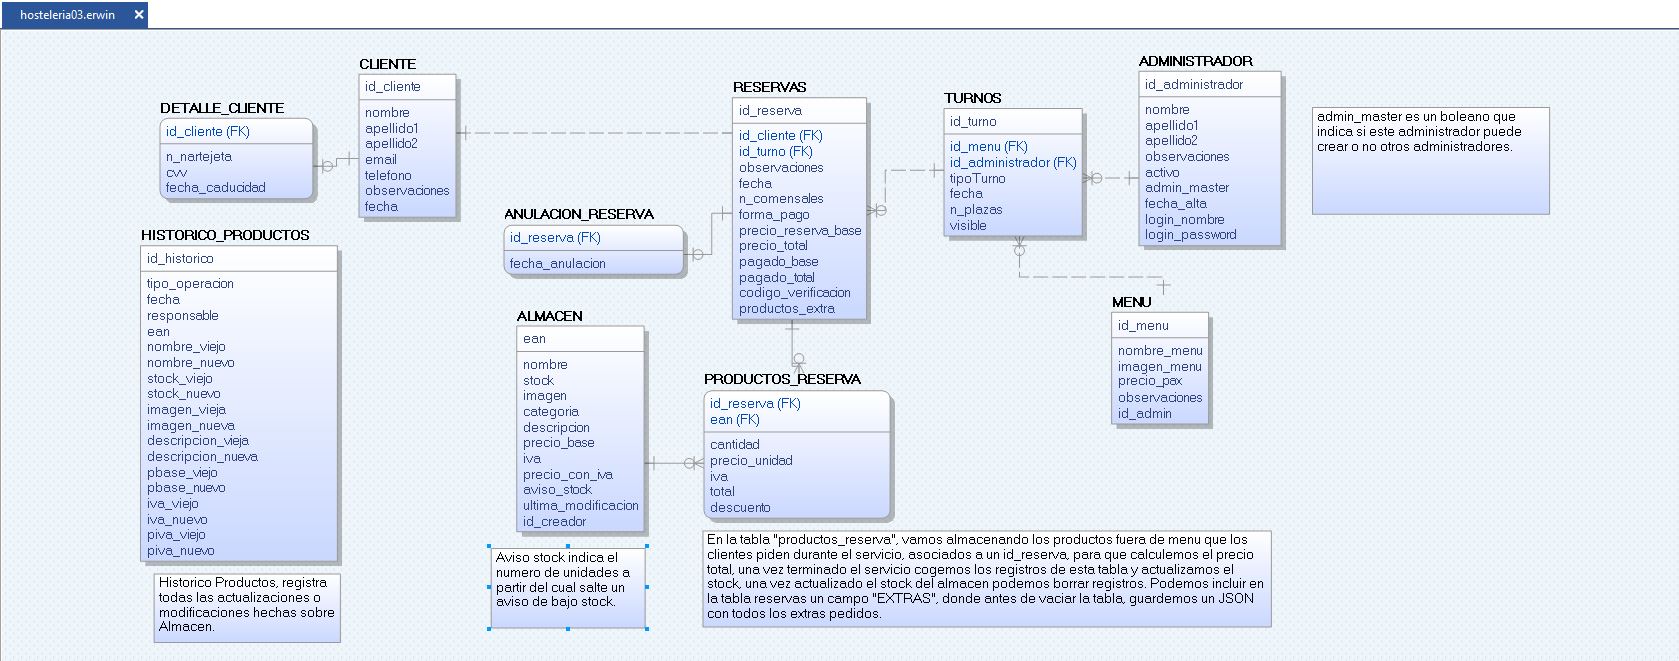 hosteleria03.erwin
DETALLE_CLIENTE
id_cliente (FK)
n_nartejeta
cvv
fecha_caducidad
CLIENTE
id_cliente
nombre
apellido1
apellido2
email
telefono
observaciones
fecha
HISTORICO_PRODUCTOS
id_historico
tipo_operacion
fecha
responsable
ean
nombre_viejo
nombre_nuevo
stock_viejo
stock_nuevo
imagen_vieja
imagen_nueva
descripcion_vieja
descripcion_nueva
pbase_viejo
pbase_nuevo
iva_viejo
iva_nuevo
piva_viejo
piva_nuevo
Historico Productos, registra
todas las actualizaciones o
modificaciones hechas sobre
Almacen.
ANULACION_RESERVA
id_reserva (FK)
fecha_anulacion
ALMACEN
ean
nombre
stock
imagen
categoria
descripcion
precio_base
iva
precio_con_iva
aviso_stock
ultima_modificacion
id_creador
Aviso stock indica el
numero de unidades a
partir del cual salte un
aviso de bajo stock.
RESERVAS
id_reserva
id_cliente (FK)
id_turno (FK)
observaciones
fecha
n_comensales
forma_pago
precio_reserva_base
precio_total
pagado_base
pagado_total
codigo_verificacion
productos_extra
PRODUCTOS_RESERVA
id_reserva (FK)
ean (FK)
cantidad
precio_unidad
iva
total
descuento
En la tabla "productos_reserva", vamos almacenando los productos fuera de menu que los
clientes piden durante el servicio, asociados a un id_reserva, para que calculemos el precio
total, una vez terminado el servicio cogemos los registros de esta tabla y actualizamos el
stock, una vez actualizado el stock del almacen podemos borrar registros. Podemos incluir en
la tabla reservas un campo "EXTRAS", donde antes de vaciar la tabla, guardemos un JSON
con todos los extras pedidos.
TURNOS
id_turno
id_menu (FK)
id_administrador (FK)
tipoTurno
fecha
n_plazas
visible
ADMINISTRADOR
id_administrador
nombre
apellido1
apellido2
observaciones
activo
admin_master
fecha_alta
login_nombre
login_password
MENU
id_menu
nombre_menu
imagen_menu
precio_pax
observaciones
id_admin
admin_master es un boleano que
indica si este administrador puede
crear o no otros administradores.